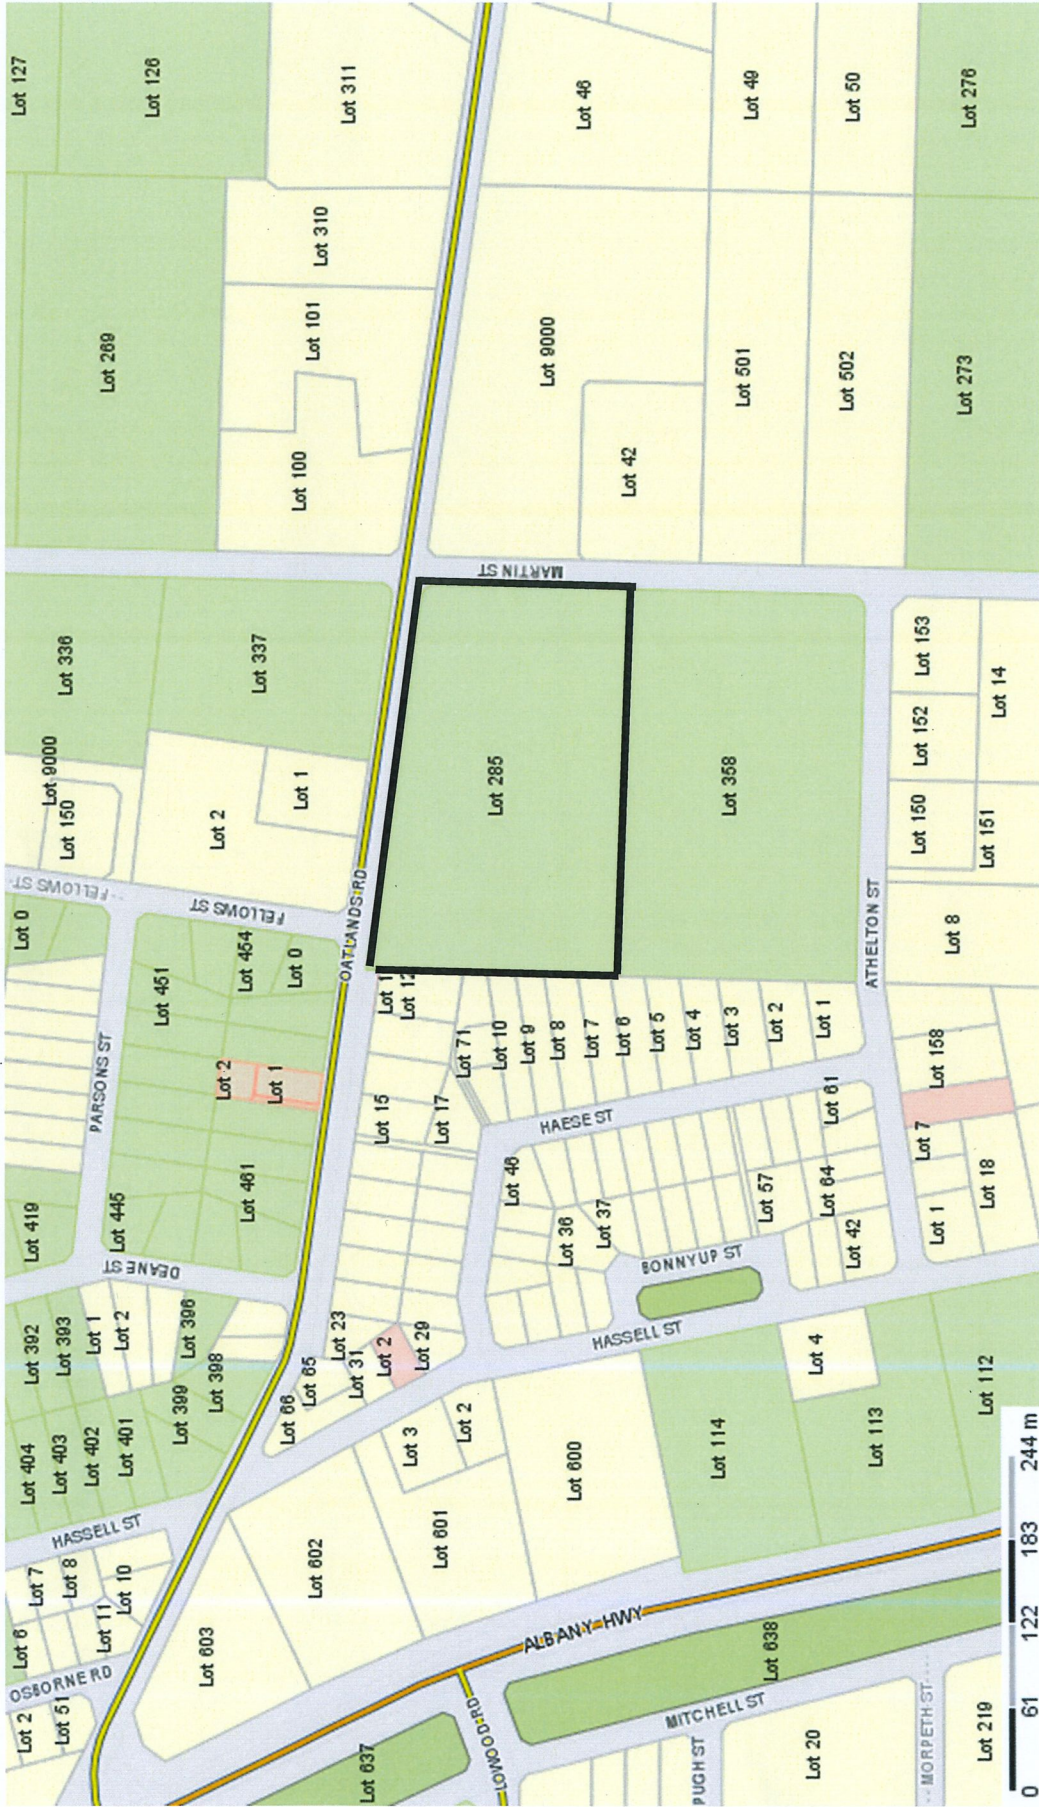 Lot 127
Lot 126
Lot 311
Lot 46
Lot 49
Lot 50
Lot 276
Lot 269
Lot 310
Lot 101
Lot 100
Lot 9000
Lot 42
Lot 501
Lot 502
Lot 273
MARTIN ST
Lot 336
Lot 337
Lot 9000
Lot 150
Lot 2
Lot 1
Lot 285
Lot 358
Lot 153
Lot 152
Lot 14
Lot 150
Lot 151
Lot 8
FELLOWS ST
FELLOWS ST
OATLANDS RD
ATHELTON ST
Lot 0
Lot 451
Lot 454
Lot 0
PARSONS ST
Lot 2
Lot 1
Lot 461
Lot 445
Lot 419
DEANE ST
Lot 1
Lot 12
Lot 71
Lot 10
Lot 9
Lot 8
Lot 7
Lot 6
Lot 5
Lot 4
Lot 3
Lot 2
Lot 1
Lot 15
Lot 17
HAESE ST
Lot 61
Lot 158
Lot 7
Lot 18
Lot 1
Lot 46
Lot 36
Lot 37
Lot 57
Lot 64
Lot 42
BONNYUP ST
HASSELL ST
Lot 392
Lot 393
Lot 1
Lot 2
Lot 396
Lot 398
Lot 399
Lot 404
Lot 403
Lot 402
Lot 401
Lot 23
Lot 2
Lot 29
Lot 31
Lot 65
Lot 66
Lot 3
Lot 2
Lot 600
Lot 601
Lot 602
Lot 603
Lot 114
Lot 4
Lot 113
Lot 112
HASSELL ST
Lot 7
Lot 8
Lot 10
Lot 11
Lot 6
OSBORNE RD
Lot 2
Lot 51
ALBANY HWY
Lot 638
Lot 637
LOWOOD RD
MITCHELL ST
PUGH ST
Lot 20
MORPETH ST
Lot 219
0 61 122 183 244 m